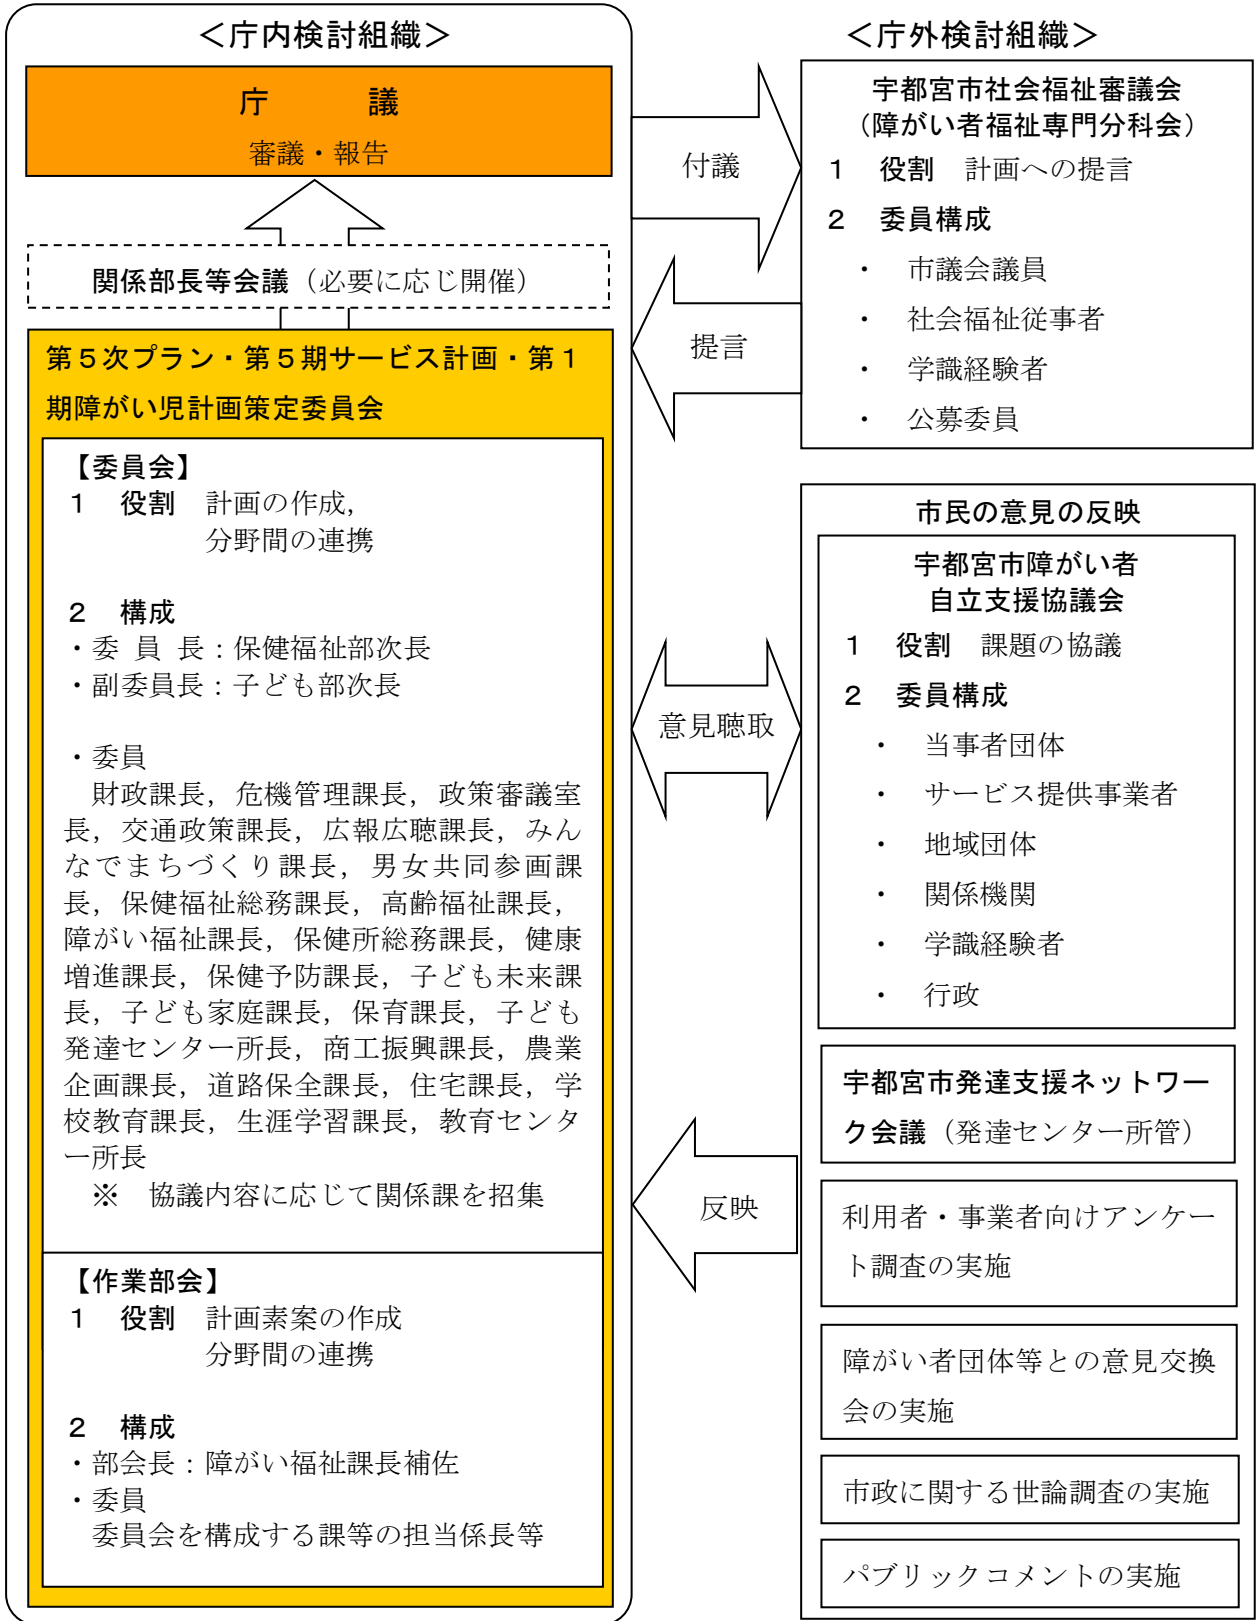 ＜庁内検討組織＞
庁　　　議
審議・報告
関係部長等会議（必要に応じ開催）
第５次プラン・第５期サービス計画・第１
期障がい児計画策定委員会
【委員会】
１　役割　計画の作成，
分野間の連携
２　構成
・委 員 長：保健福祉部次長
・副委員長：子ども部次長
・委員
財政課長，危機管理課長，政策審議室
長，交通政策課長，広報広聴課長，みん
なでまちづくり課長，男女共同参画課
長，保健福祉総務課長，高齢福祉課長，
障がい福祉課長，保健所総務課長，健康
増進課長，保健予防課長，子ども未来課
長，子ども家庭課長，保育課長，子ども
発達センター所長，商工振興課長，農業
企画課長，道路保全課長，住宅課長，学
校教育課長，生涯学習課長，教育センタ
ー所長
※　協議内容に応じて関係課を招集
【作業部会】
１　役割　計画素案の作成
分野間の連携
２　構成
・部会長：障がい福祉課長補佐
・委員
委員会を構成する課等の担当係長等
付議
提言
意見聴取
反映
＜庁外検討組織＞
宇都宮市社会福祉審議会
（障がい者福祉専門分科会）
１　役割　計画への提言
２　委員構成
・　市議会議員
・　社会福祉従事者
・　学識経験者
・　公募委員
市民の意見の反映
宇都宮市障がい者
自立支援協議会
１　役割　課題の協議
２　委員構成
・　当事者団体
・　サービス提供事業者
・　地域団体
・　関係機関
・　学識経験者
・　行政
宇都宮市発達支援ネットワー
ク会議（発達センター所管）
利用者・事業者向けアンケー
ト調査の実施
障がい者団体等との意見交換
会の実施
市政に関する世論調査の実施
パブリックコメントの実施